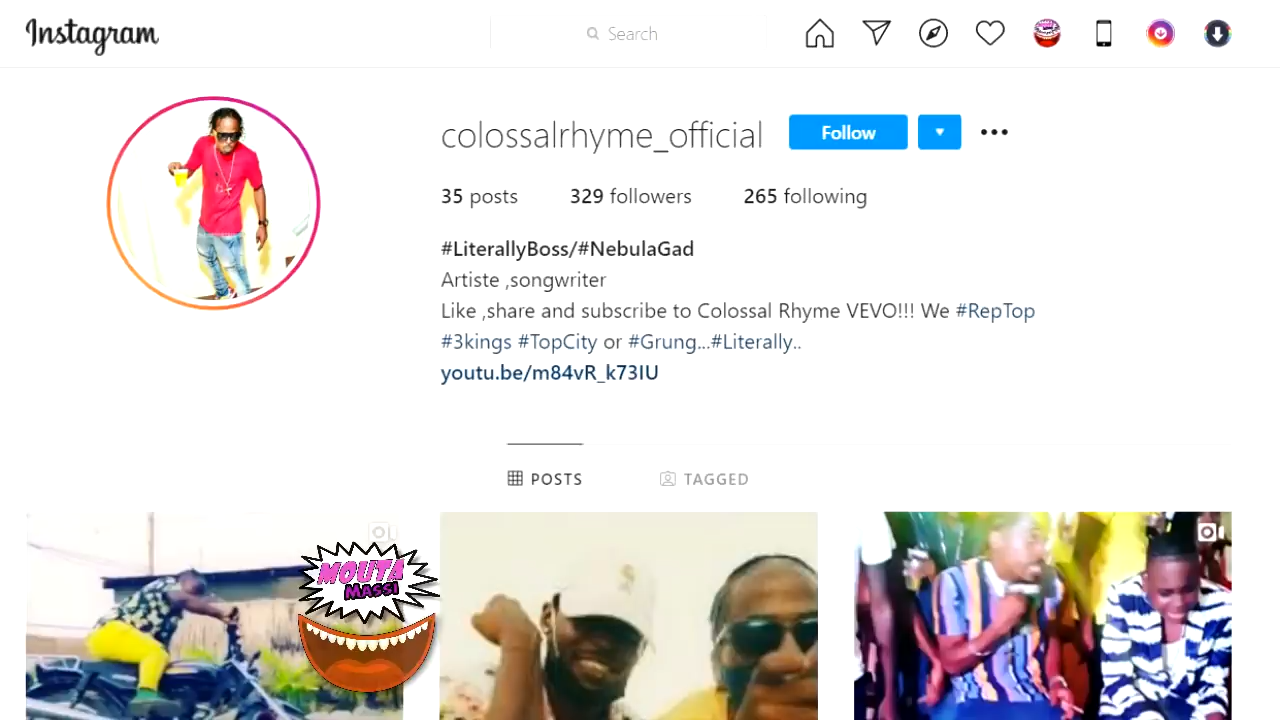 Instagram
Search
colossalrhyme_official
Follow
35 posts 329 followers 265 following
#LiterallyBoss/#NebulaGad
Artiste ,songwriter
Like ,share and subscribe to Colossal Rhyme VEVO!!! We #RepTop
#3kings #TopCity or #Grung...#Literally..
youtu.be/m84vR_k73IU
POSTS TAGGED
MOUTA
MASSI